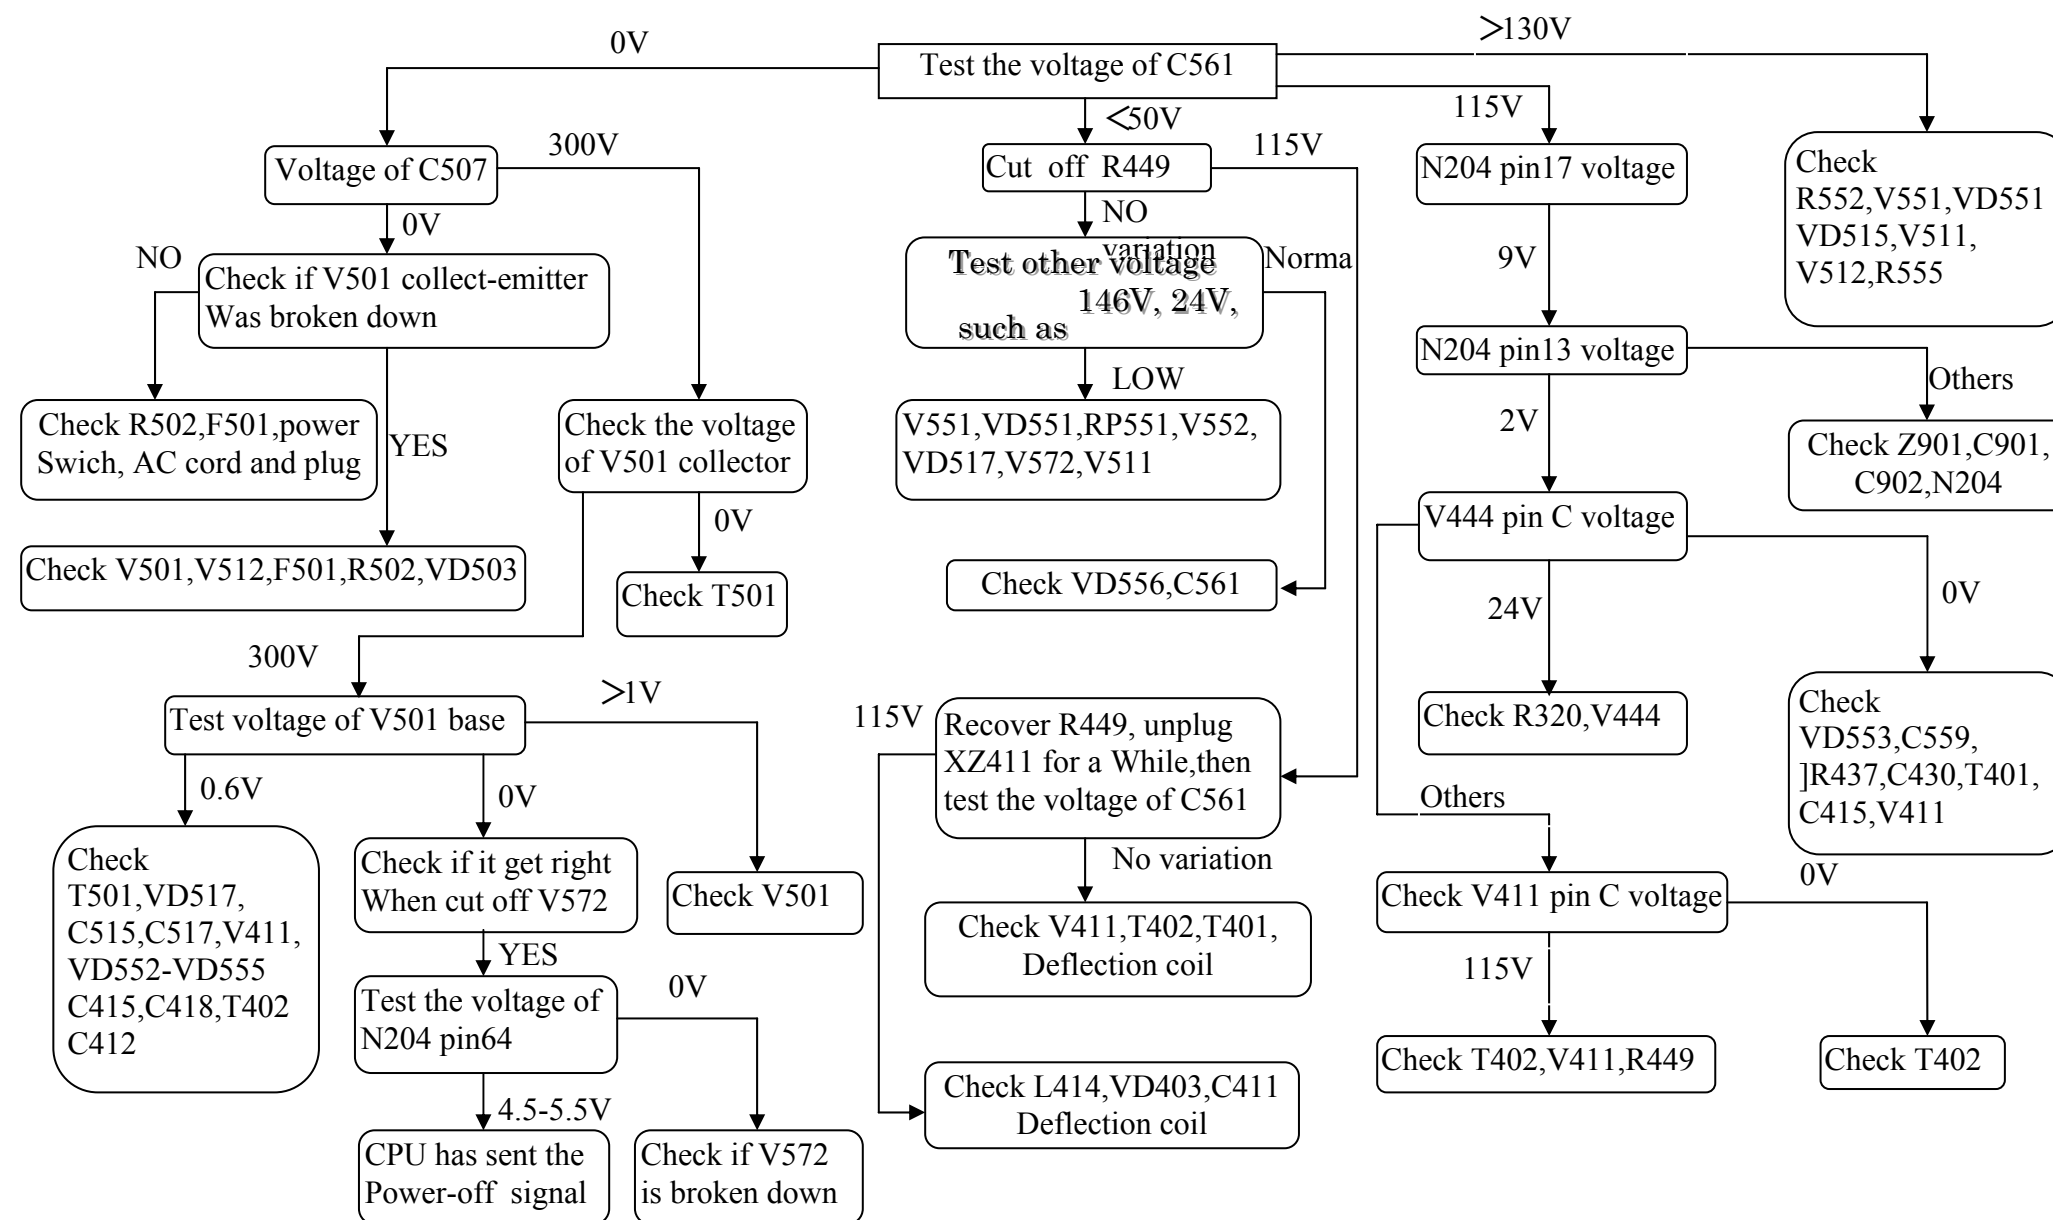 0V
>130V
Test the voltage of C561
115V
<50V
Voltage of C507
300V
Cut off R449
115V
N204 pin17 voltage
Check
R552,V551,VD551
VD515,V511,
V512,R555
0V
NO
variation
NO
Check if V501 collect-emitter
Was broken down
Test other voltage
146V, 24V,
such as
Norma
9V
N204 pin13 voltage
Others
LOW
2V
Check R502,F501,power
Swich, AC cord and plug
YES
Check the voltage
of V501 collector
V551,VD551,RP551,V552,
VD517,V572,V511
Check Z901,C901,
C902,N204
0V
V444 pin C voltage
Check V501,V512,F501,R502,VD503
Check T501
Check VD556,C561
24V
0V
300V
>1V
Test voltage of V501 base
115V
Recover R449, unplug
XZ411 for a While,then
test the voltage of C561
Check R320,V444
Check
VD553,C559,
]R437,C430,T401,
C415,V411
0.6V
0V
Others
Check
T501,VD517,
C515,C517,V411,
VD552-VD555
C415,C418,T402
C412
Check if it get right
When cut off V572
Check V501
No variation
Check V411 pin C voltage
0V
YES
Check V411,T402,T401,
Deflection coil
115V
Test the voltage of
N204 pin64
0V
Check T402,V411,R449
Check T402
4.5-5.5V
Check L414,VD403,C411
Deflection coil
CPU has sent the
Power-off signal
Check if V572
is broken down